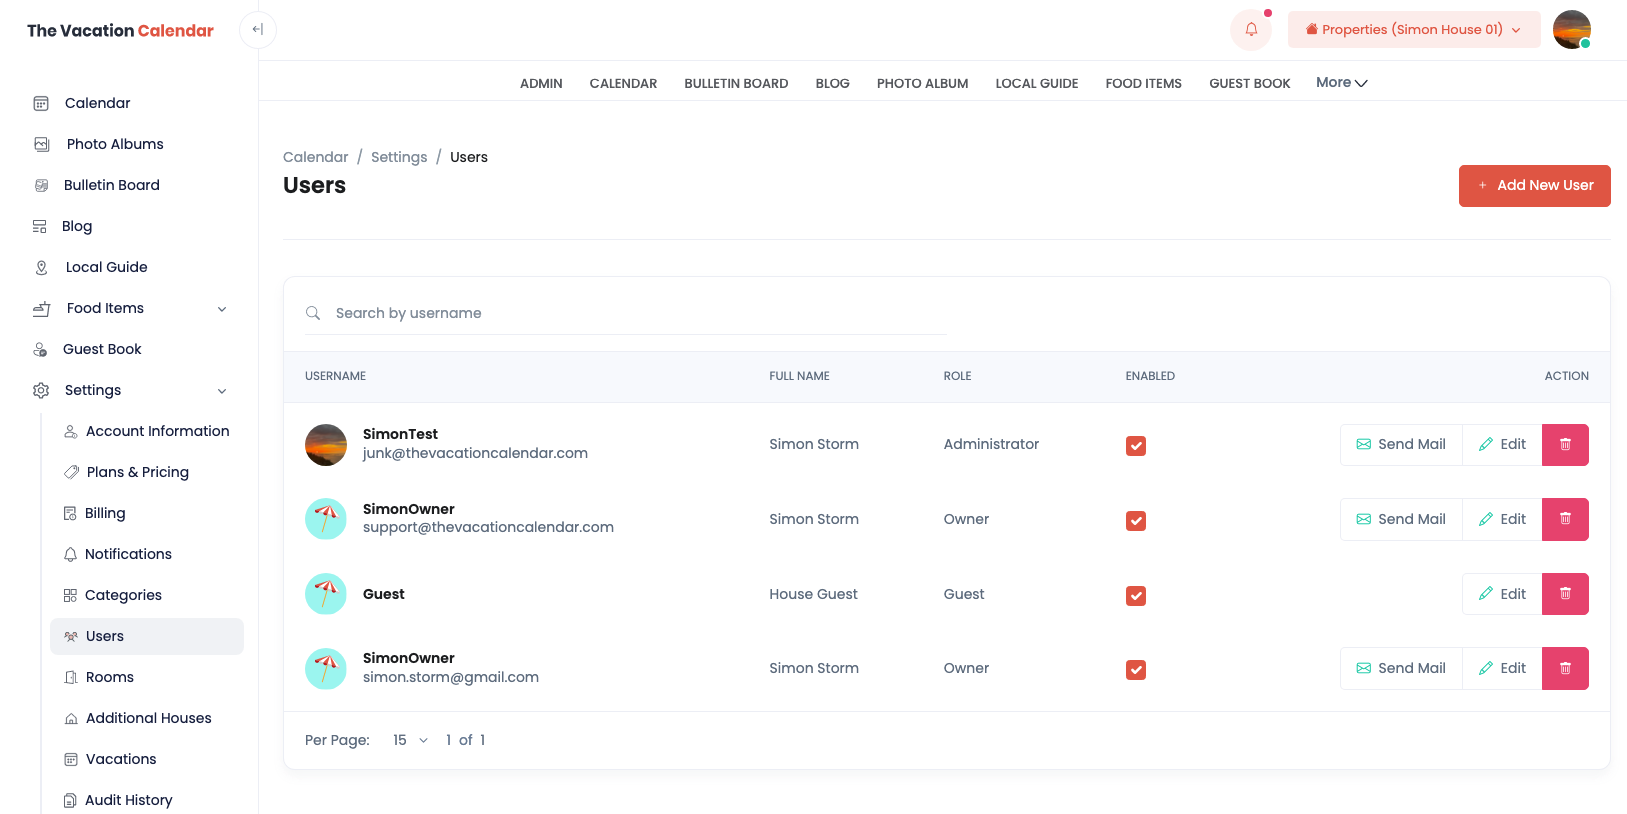 The Vacation Calendar
Properties (Simon House 01)
ADMIN CALENDAR BULLETIN BOARD BLOG PHOTO ALBUM LOCAL GUIDE FOOD ITEMS GUEST BOOK More
Calendar
Photo Albums
Bulletin Board
Blog
Local Guide
Food Items
Guest Book
Settings
Account Information
Plans & Pricing
Billing
Notifications
Categories
Users
Rooms
Additional Houses
Vacations
Audit History
Calendar / Settings / Users
Users
+ Add New User
Search by username
USERNAME FULL NAME ROLE ENABLED ACTION
SimonTest
junk@thevacationcalendar.com
Simon Storm Administrator Send Mail Edit
SimonOwner
support@thevacationcalendar.com
Simon Storm Owner Send Mail Edit
Guest House Guest Guest Edit
SimonOwner
simon.storm@gmail.com
Simon Storm Owner Send Mail Edit
Per Page: 15 1 of 1